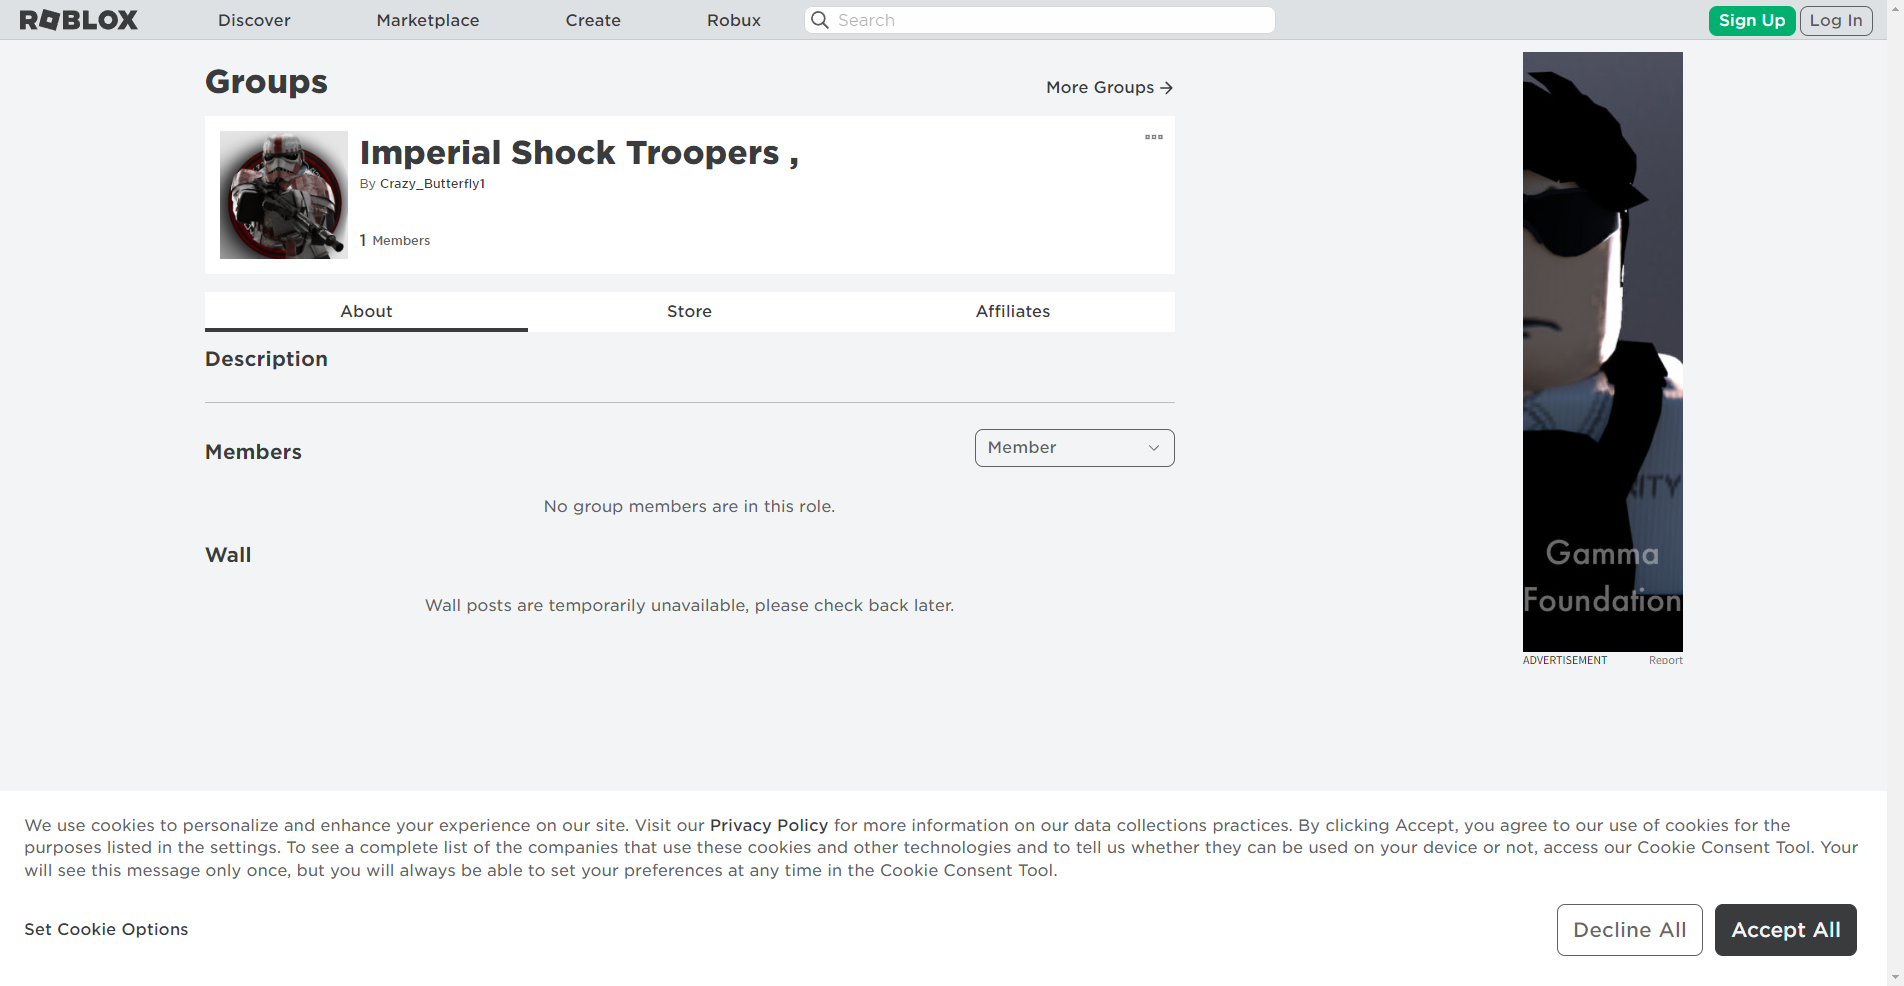 ROBLOX Discover Marketplace Create Robux Search Sign Up Log In
Groups
More Groups
Imperial Shock Troopers ,
By Crazy_Butterfly1
1 Members
About Store Affiliates
Description
Members
Member
No group members are in this role.
Wall
Wall posts are temporarily unavailable, please check back later.
RITY
Gamma
Foundation
ADVERTISEMENT Report
We use cookies to personalize and enhance your experience on our site. Visit our Privacy Policy for more information on our data collections practices. By clicking Accept, you agree to our use of cookies for the
purposes listed in the settings. To see a complete list of the companies that use these cookies and other technologies and to tell us whether they can be used on your device or not, access our Cookie Consent Tool. Your
will see this message only once, but you will always be able to set your preferences at any time in the Cookie Consent Tool.
Set Cookie Options
Decline All Accept All